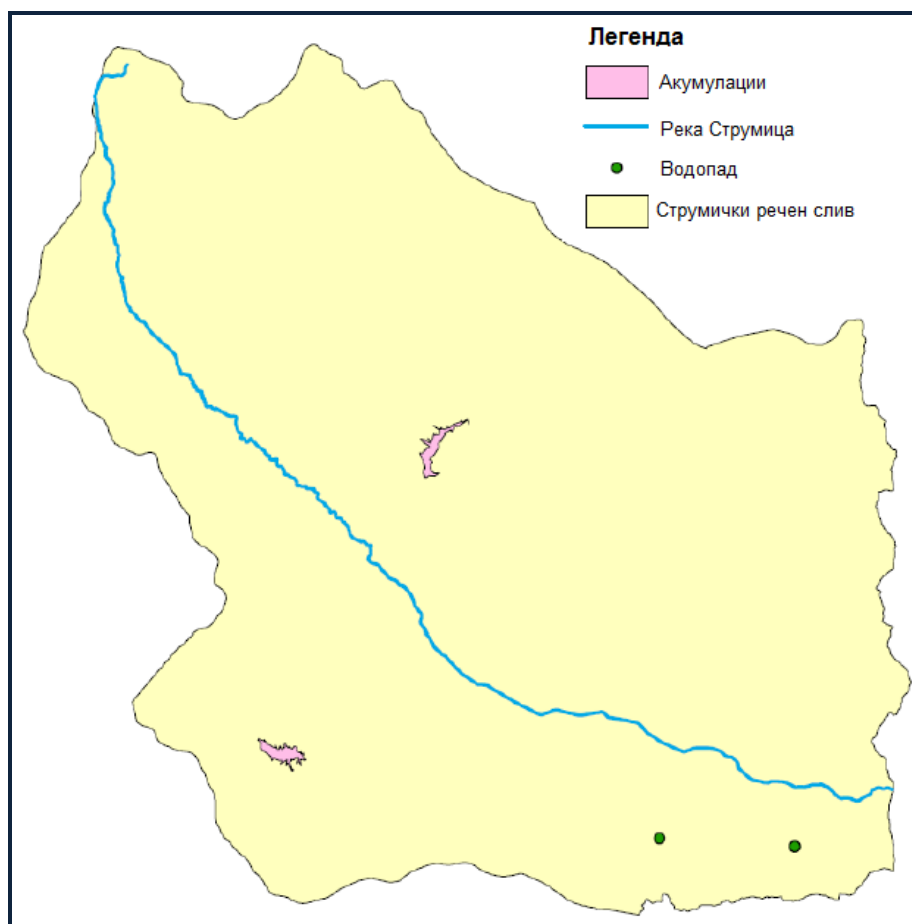 Легенда
Акумулации
Река Струмица
Водопад
Струмички речен слив